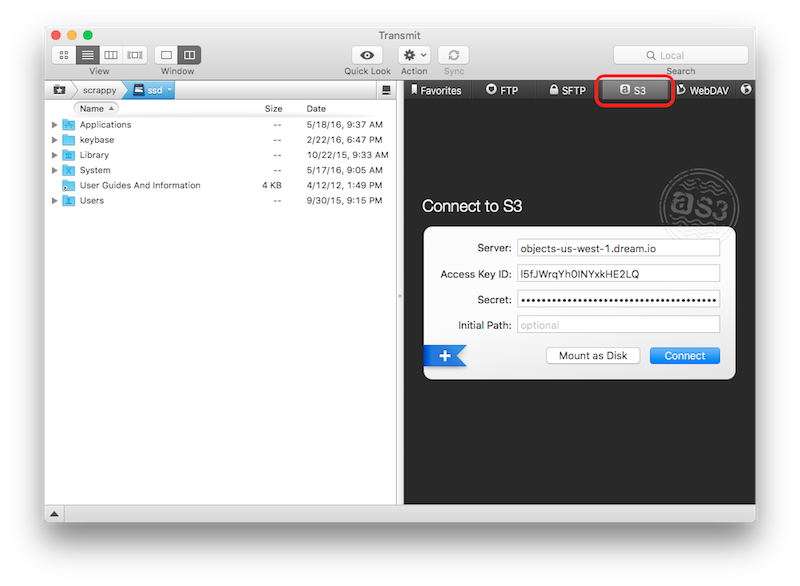 Transmit
Local
View
Window
Quick Look
Action
Sync
Search
scrappy
ssd
Name
Size
Date
Applications -- 5/18/16, 9:37 AM
keybase -- 2/22/16, 6:47 PM
Library -- 10/22/15, 9:33 AM
System -- 5/17/16, 9:05 AM
User Guides And Information 4 KB 4/12/12, 1:49 PM
Users -- 9/30/15, 9:15 PM
Favorites
FTP
SFTP
a S3
WebDAV
aS3
Connect to S3
Server: objects-us-west-1.dream.io
Access Key ID: I5fJWrqYh0INYxkHE2LQ
Secret: ••••••••••••••••••••••••••••••••••••••••
Initial Path: optional
Mount as Disk
Connect